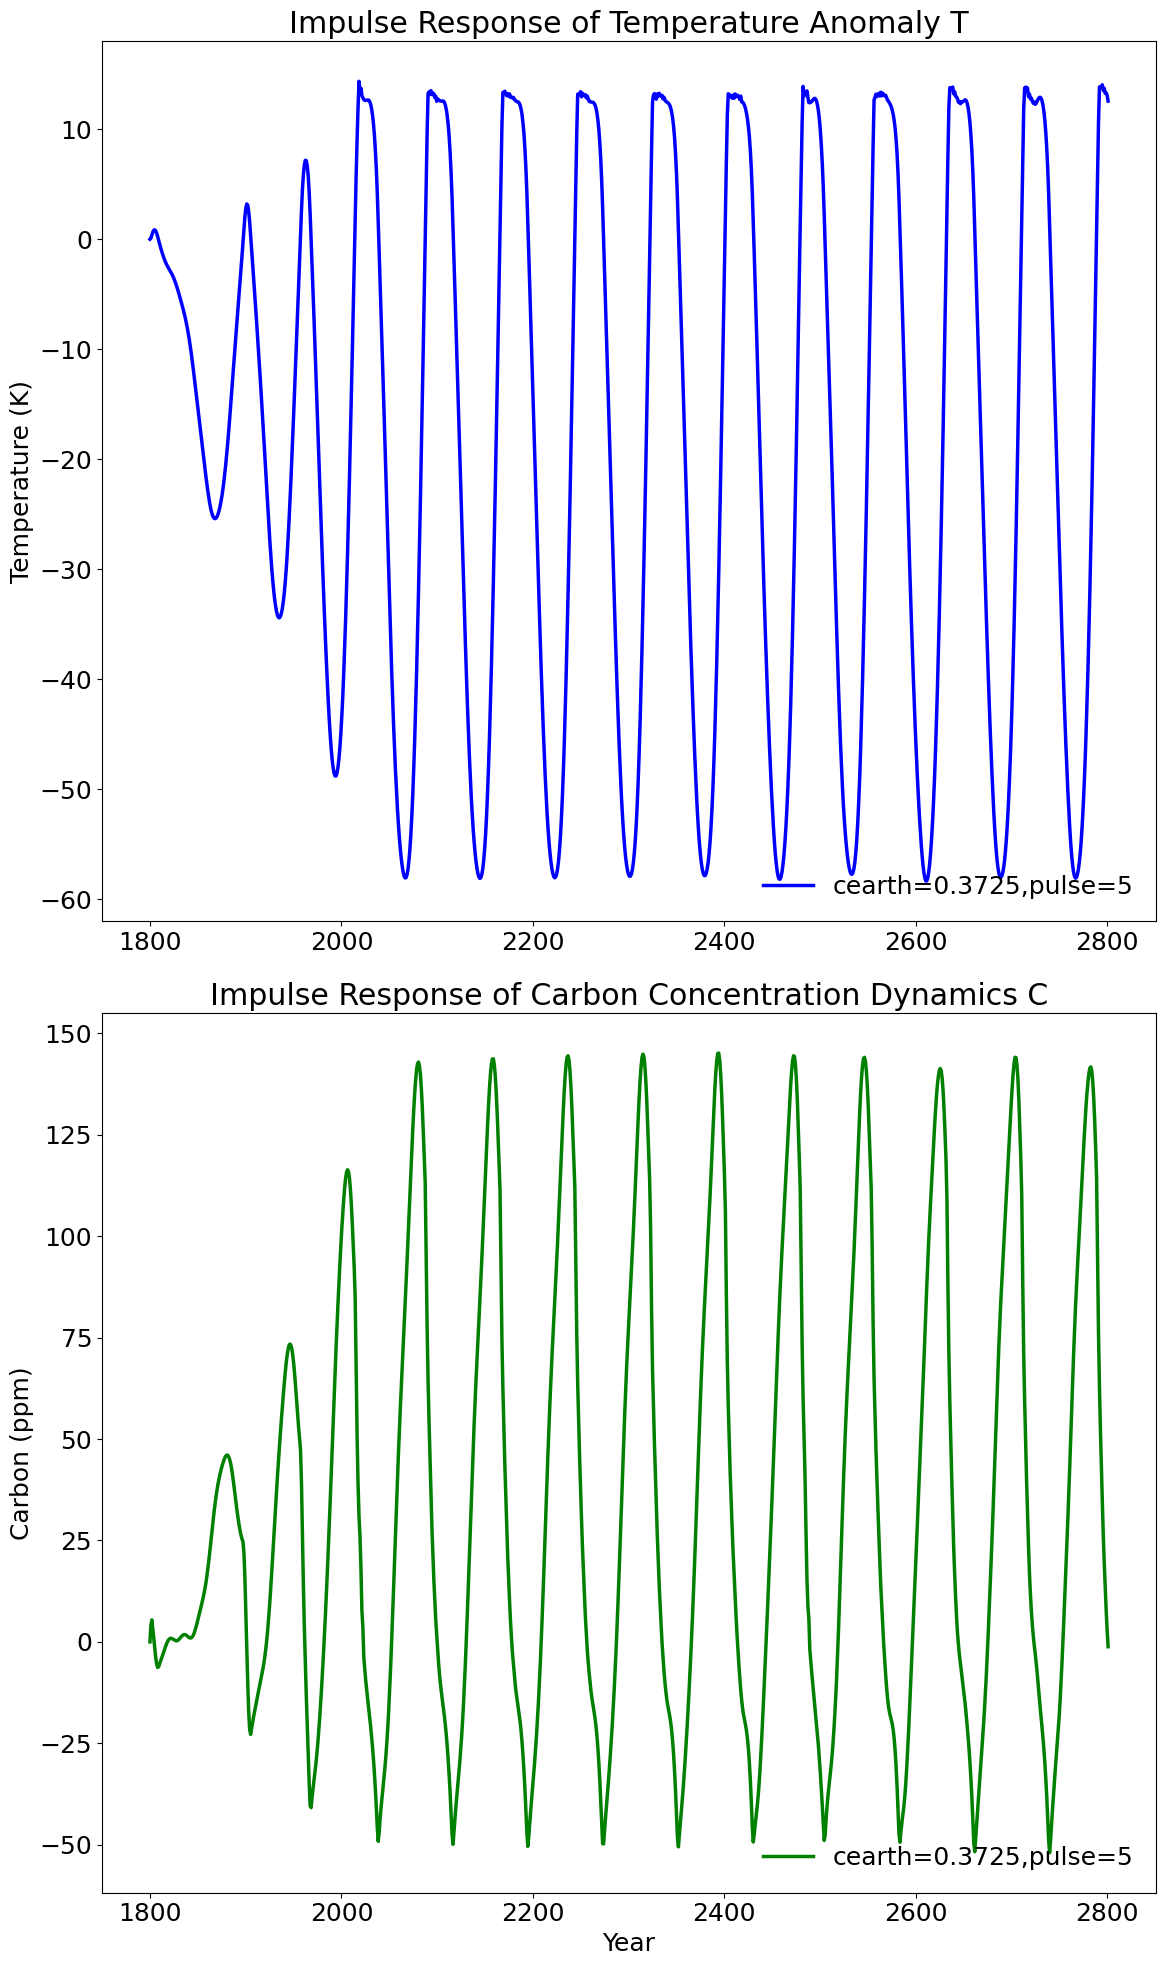 Impulse Response of Temperature Anomaly T
Temperature (K)
10
0
−10
−20
−30
−40
−50
−60
cearth=0.3725,pulse=5
1800 2000 2200 2400 2600 2800
Impulse Response of Carbon Concentration Dynamics C
Carbon (ppm)
150
125
100
75
50
25
0
−25
−50
cearth=0.3725,pulse=5
1800 2000 2200 2400 2600 2800
Year